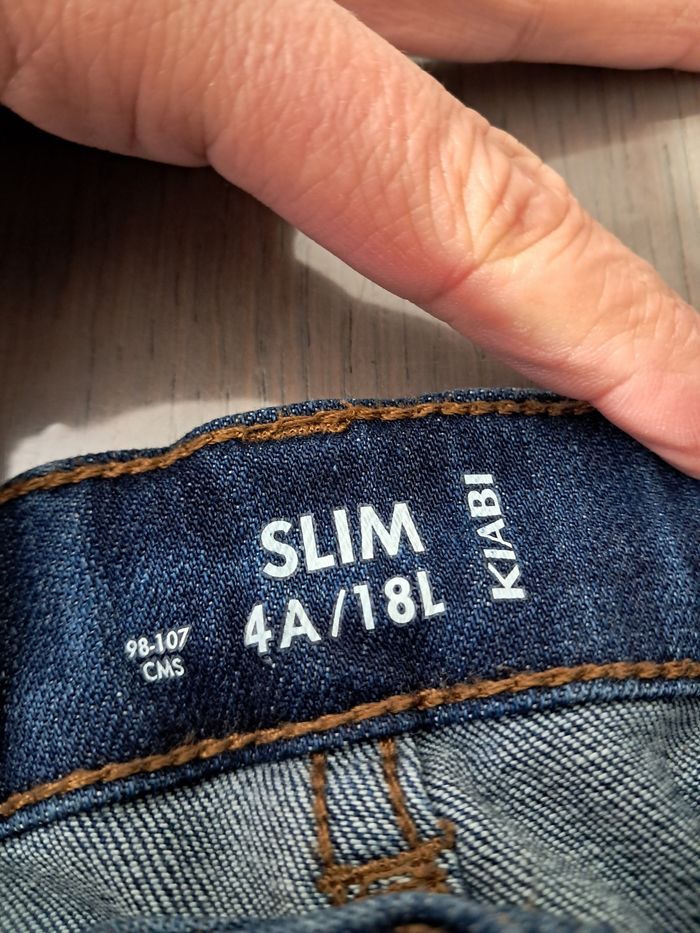 SLIM
4A/18L
KIABI
98-107
CMS